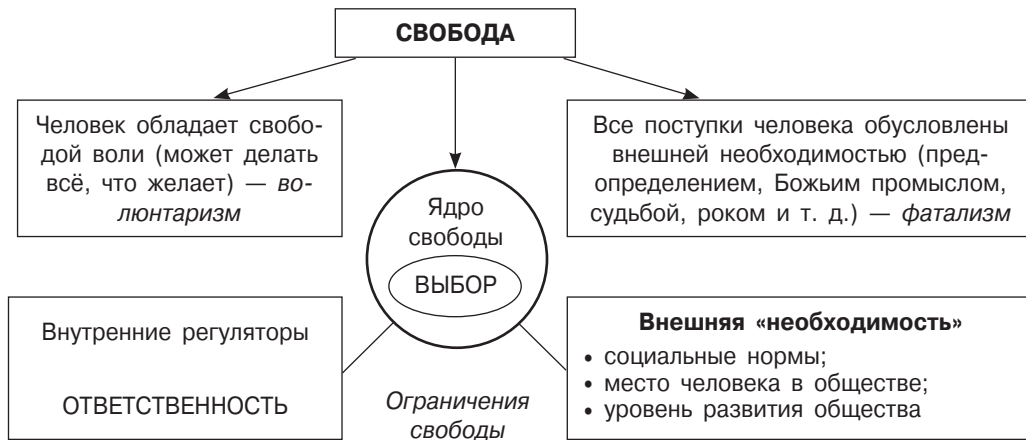 СВОБОДА
Человек обладает свобо-
дой воли (может делать
всё, что желает) — во-
люнтаризм
Все поступки человека обусловлены
внешней необходимостью (пред-
определением, Божьим промыслом,
судьбой, роком и т. д.) — фатализм
Ядро
свободы
ВЫБОР
Внутренние регуляторы
ОТВЕТСТВЕННОСТЬ
Ограничения
свободы
Внешняя «необходимость»
• социальные нормы;
• место человека в обществе;
• уровень развития общества